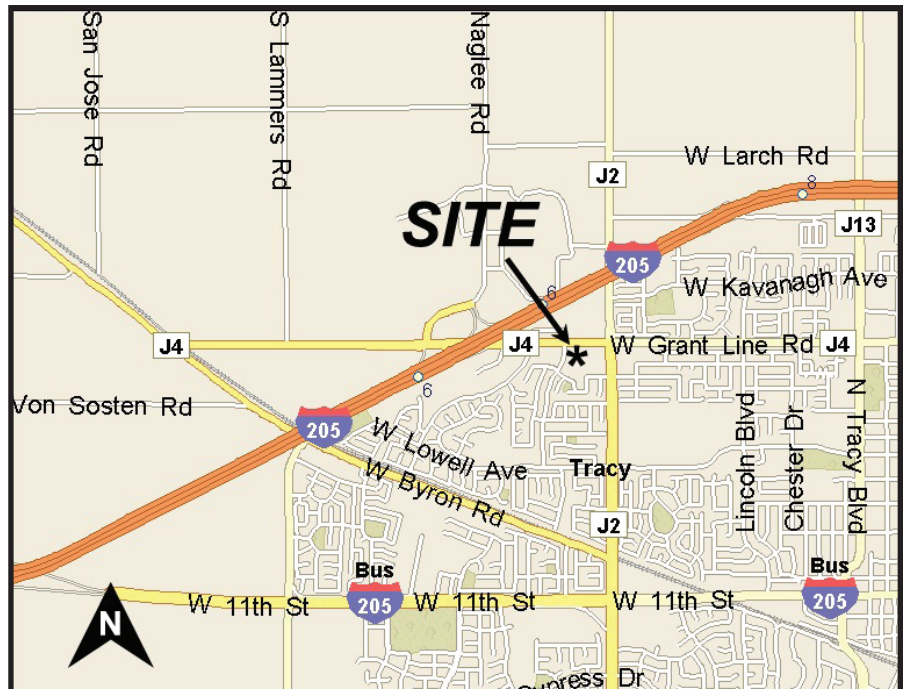 San Jose Rd
S Lammers Rd
Naglee Rd
W Larch Rd
J2
8
J13
SITE
205
6
W Kavanagh Ave
J4
J4
W Grant Line Rd
J4
6
Von Sosten Rd
205
W Lowell Ave
W Byron Rd
Tracy
Lincoln Blvd
Chester Dr
N Tracy Blvd
J2
Bus
205
Bus
205
W 11th St
W 11th St
W 11th St
N
Cypress Dr